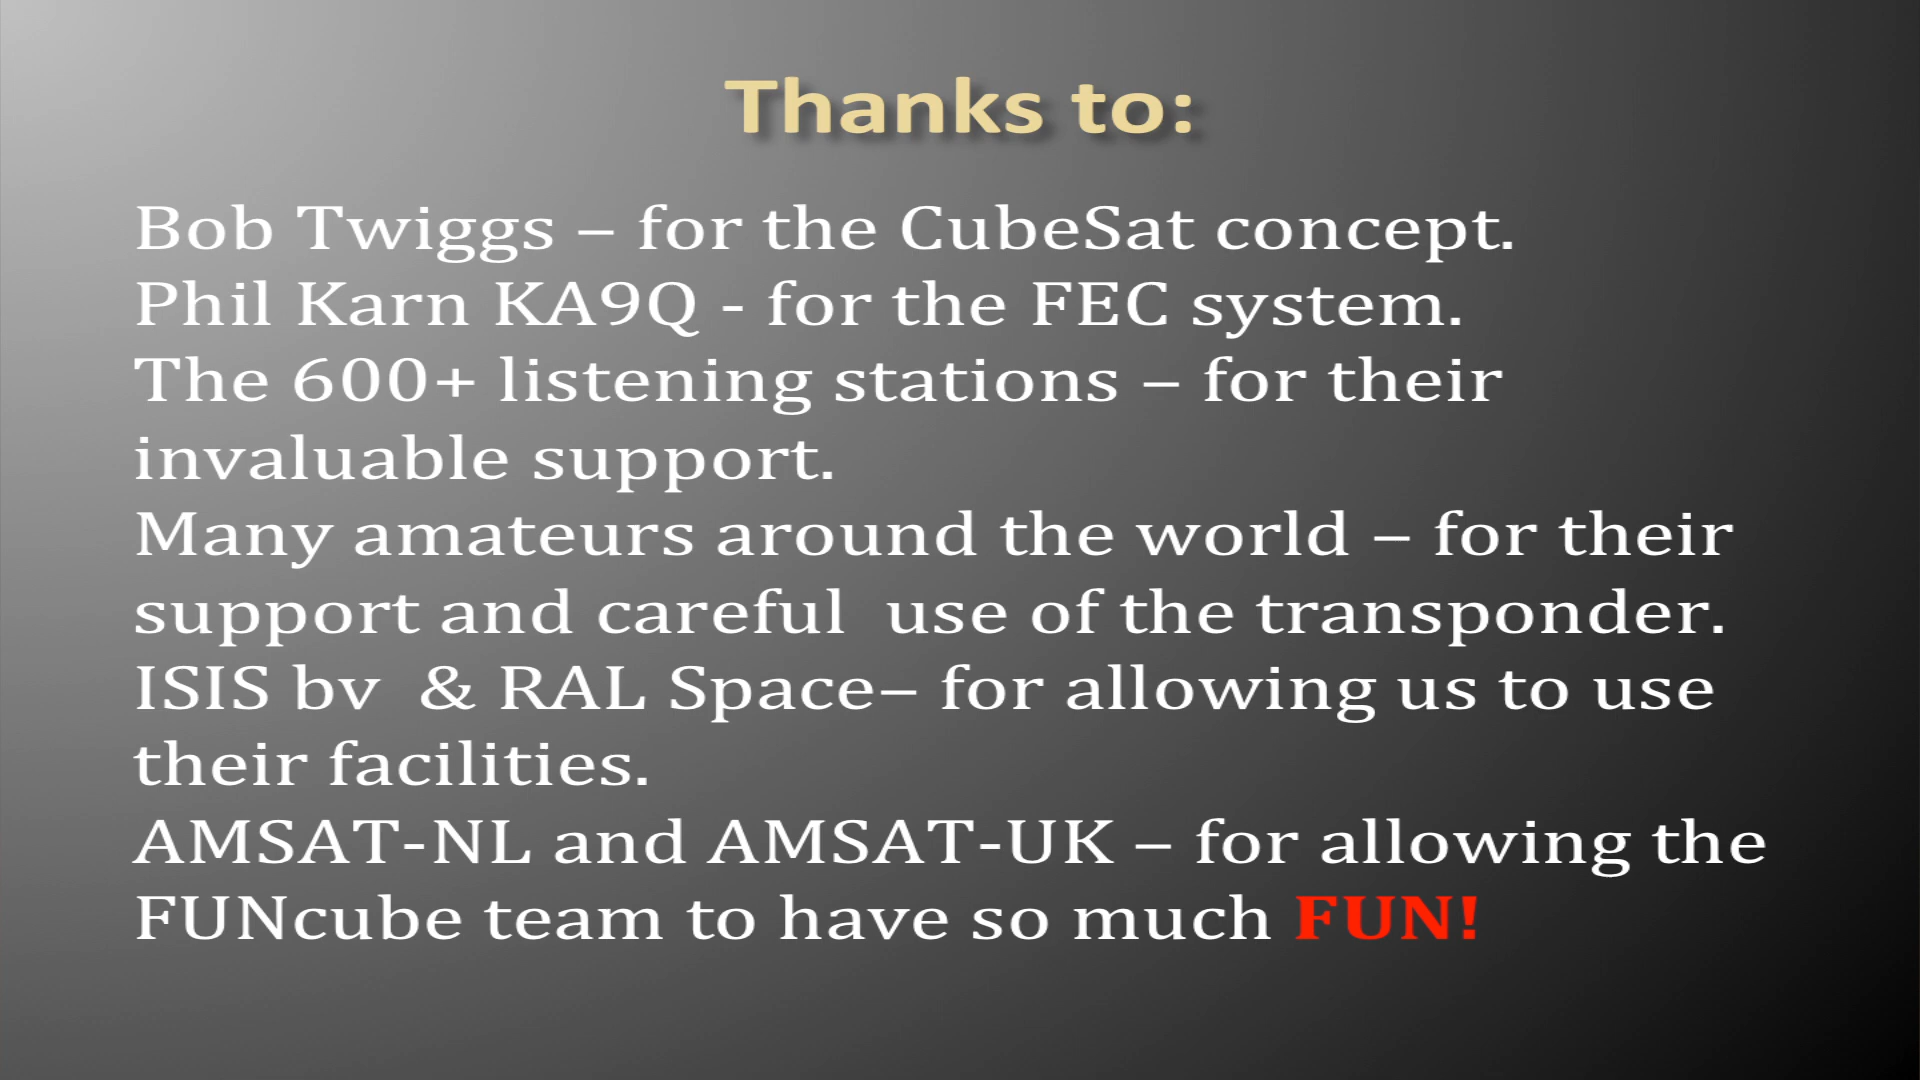 Thanks to:
Bob Twiggs – for the CubeSat concept.
Phil Karn KA9Q - for the FEC system.
The 600+ listening stations – for their
invaluable support.
Many amateurs around the world – for their
support and careful  use of the transponder.
ISIS bv  & RAL Space– for allowing us to use
their facilities.
AMSAT-NL and AMSAT-UK – for allowing the
FUNcube team to have so much FUN!